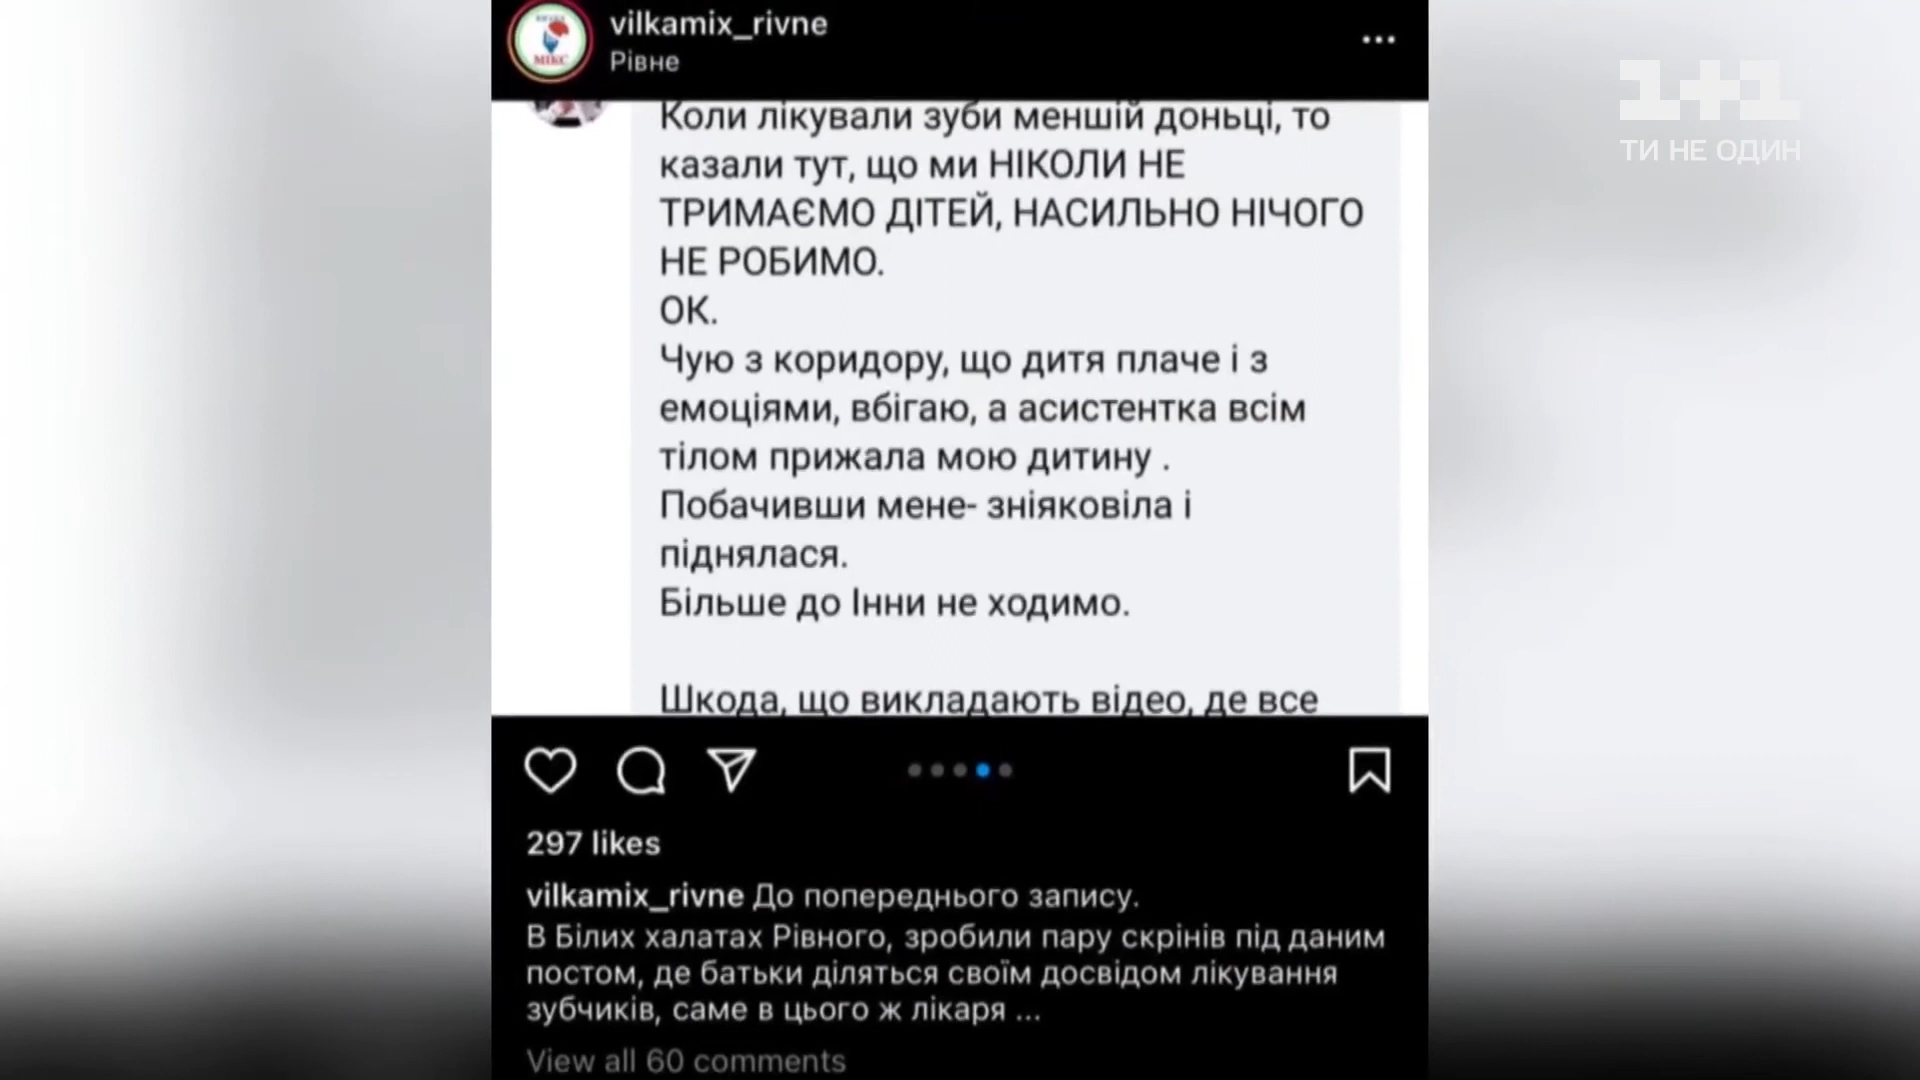 vilkamix_rivne
Рівне
МІКС
1+1
ТИ НЕ ОДИН
Коли лікували зуби меншій доньці, то
казали тут, що ми НІКОЛИ НЕ
ТРИМАЄМО ДІТЕЙ, НАСИЛЬНО НІЧОГО
НЕ РОБИМО.
ОК.
Чую з коридору, що дитя плаче і з
емоціями, вбігаю, а асистентка всім
тілом прижала мою дитину .
Побачивши мене- зніяковіла і
піднялася.
Більше до Інни не ходимо.
Шкода, що викладають відео, де все
297 likes
vilkamix_rivne До попереднього запису.
В Білих халатах Рівного, зробили пару скрінів під даним
постом, де батьки діляться своїм досвідом лікування
зубчиків, саме в цього ж лікаря ...
View all 60 comments